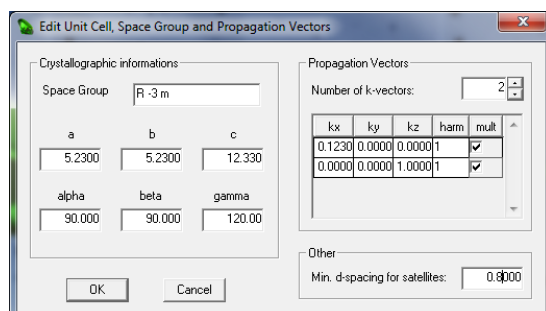 Edit Unit Cell, Space Group and Propagation Vectors
Crystallographic informations
Space Group R -3 m
a b c
5.2300 5.2300 12.330
alpha beta gamma
90.000 90.000 120.00
OK Cancel
Propagation Vectors
Number of k-vectors: 2
kx ky kz harm mult
0.1230 0.0000 0.0000 1
0.0000 0.0000 1.0000 1
Other
Min. d-spacing for satellites: 0.8000